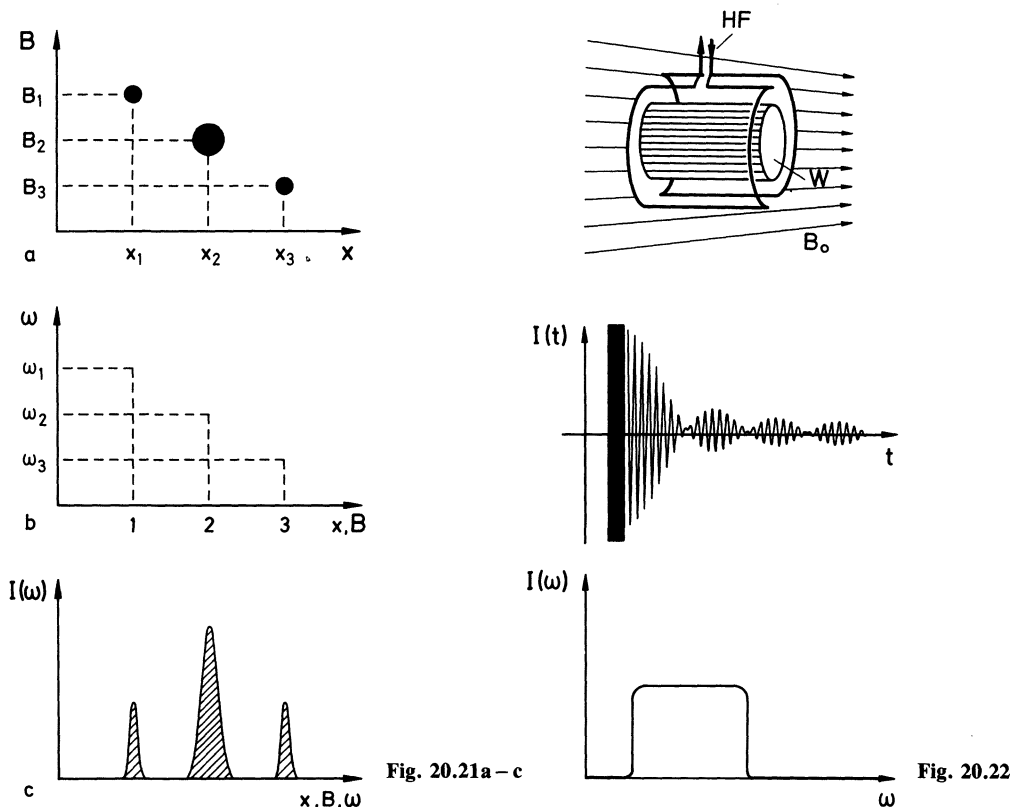 B
B₁
B₂
B₃
a
x₁
x₂
x₃
x
ω
ω₁
ω₂
ω₃
b
1
2
3
x,B
I(ω)
c
x,B,ω
Fig. 20.21a – c
HF
W
B₀
I(t)
t
I(ω)
ω
Fig. 20.22